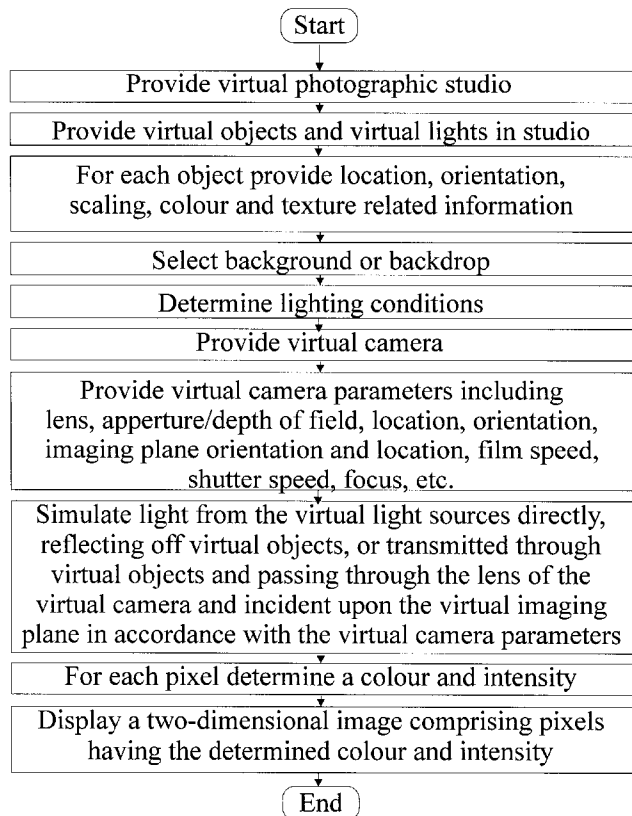 Start
Provide virtual photographic studio
Provide virtual objects and virtual lights in studio
For each object provide location, orientation,
scaling, colour and texture related information
Select background or backdrop
Determine lighting conditions
Provide virtual camera
Provide virtual camera parameters including
lens, apperture/depth of field, location, orientation,
imaging plane orientation and location, film speed,
shutter speed, focus, etc.
Simulate light from the virtual light sources directly,
reflecting off virtual objects, or transmitted through
virtual objects and passing through the lens of the
virtual camera and incident upon the virtual imaging
plane in accordance with the virtual camera parameters
For each pixel determine a colour and intensity
Display a two-dimensional image comprising pixels
having the determined colour and intensity
End